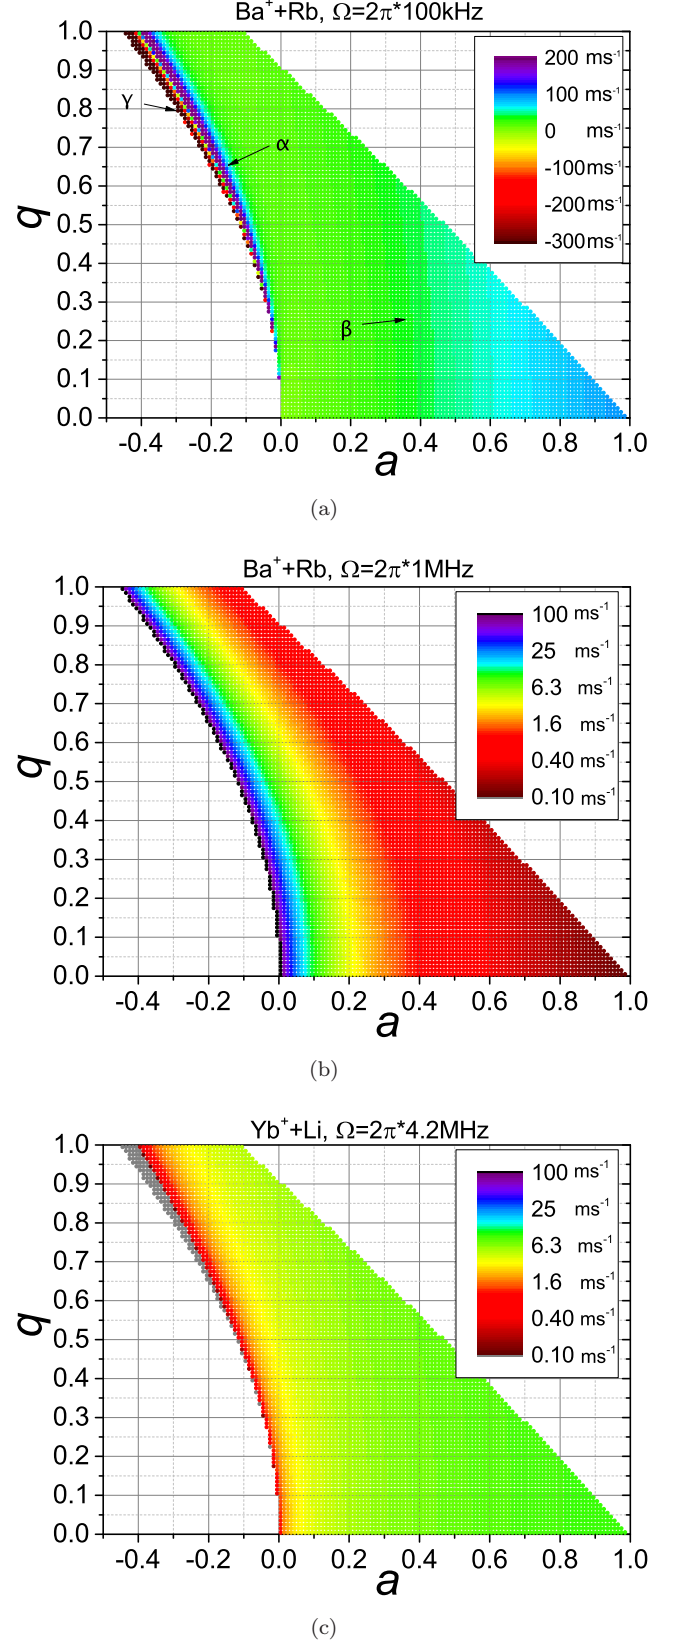 Ba⁺+Rb, Ω=2π*100kHz
1.0
0.9
0.8
0.7
0.6
0.5
0.4
0.3
0.2
0.1
0.0
q
γ
α
β
200 ms⁻¹
100 ms⁻¹
0 ms⁻¹
-100 ms⁻¹
-200 ms⁻¹
-300 ms⁻¹
-0.4 -0.2 0.0 0.2 0.4 0.6 0.8 1.0
a
(a)
Ba⁺+Rb, Ω=2π*1MHz
1.0
0.9
0.8
0.7
0.6
0.5
0.4
0.3
0.2
0.1
0.0
q
100 ms⁻¹
25 ms⁻¹
6.3 ms⁻¹
1.6 ms⁻¹
0.40 ms⁻¹
0.10 ms⁻¹
-0.4 -0.2 0.0 0.2 0.4 0.6 0.8 1.0
a
(b)
Yb⁺+Li, Ω=2π*4.2MHz
1.0
0.9
0.8
0.7
0.6
0.5
0.4
0.3
0.2
0.1
0.0
q
100 ms⁻¹
25 ms⁻¹
6.3 ms⁻¹
1.6 ms⁻¹
0.40 ms⁻¹
0.10 ms⁻¹
-0.4 -0.2 0.0 0.2 0.4 0.6 0.8 1.0
a
(c)